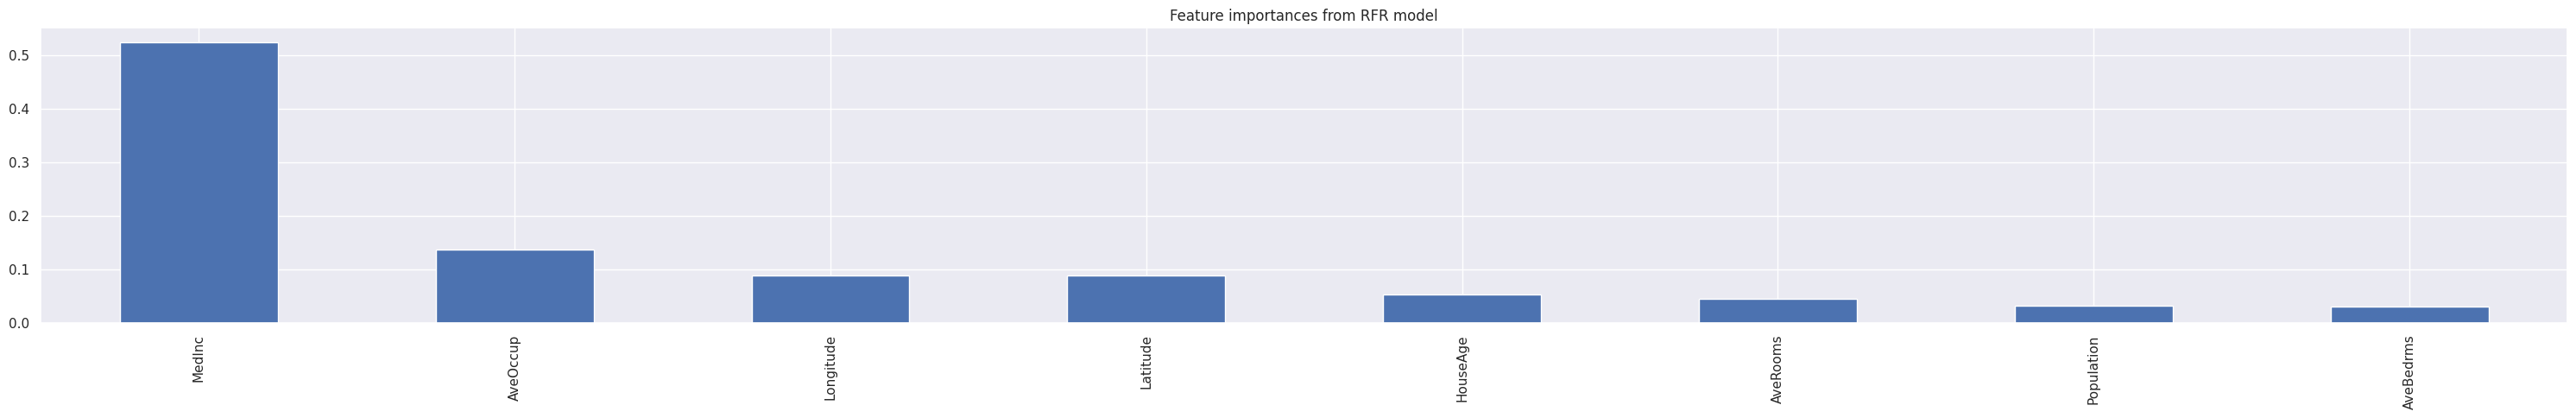 Feature importances from RFR model
0.5
0.4
0.3
0.2
0.1
0.0
MedInc
AveOccup
Longitude
Latitude
HouseAge
AveRooms
Population
AveBedrms